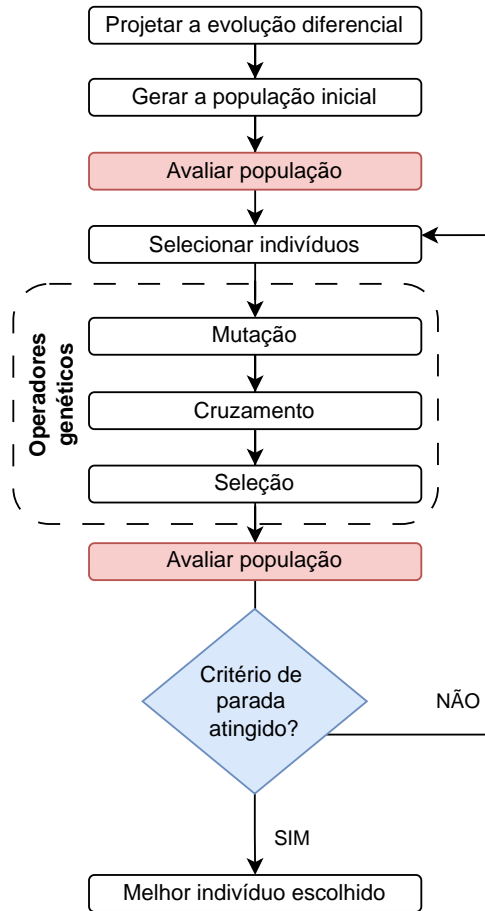 Projetar a evolução diferencial
Gerar a população inicial
Avaliar população
Selecionar indivíduos
Operadores
genéticos
Mutação
Cruzamento
Seleção
Avaliar população
Critério de
parada
atingido?
NÃO
SIM
Melhor indivíduo escolhido